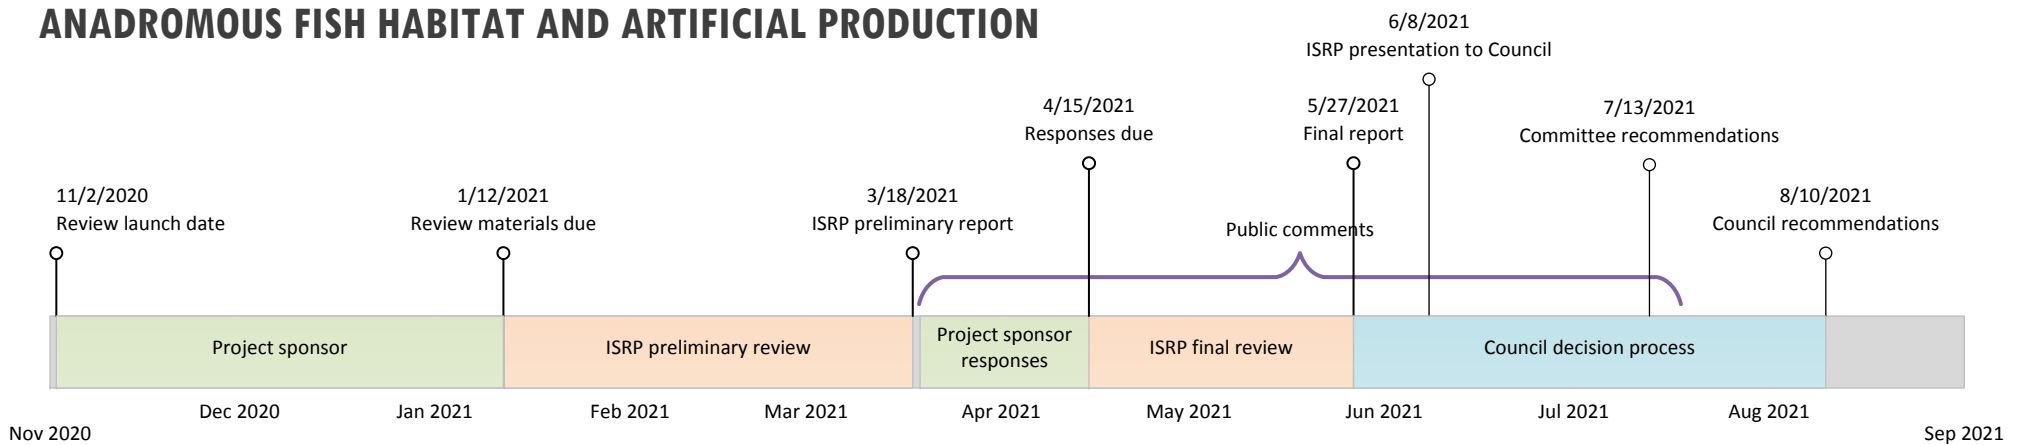 ANADROMOUS FISH HABITAT AND ARTIFICIAL PRODUCTION
6/8/2021
ISRP presentation to Council
4/15/2021
Responses due
5/27/2021
Final report
7/13/2021
Committee recommendations
11/2/2020
Review launch date
1/12/2021
Review materials due
3/18/2021
ISRP preliminary report
Public comments
8/10/2021
Council recommendations
Project sponsor
ISRP preliminary review
Project sponsor
responses
ISRP final review
Council decision process
Nov 2020
Dec 2020
Jan 2021
Feb 2021
Mar 2021
Apr 2021
May 2021
Jun 2021
Jul 2021
Aug 2021
Sep 2021